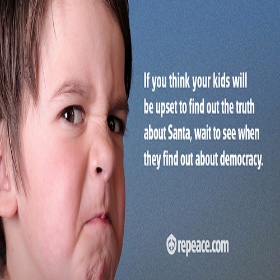 If you think your kids will
be upset to find out the truth
about Santa, wait to see when
they find out about democracy.
repeace.com